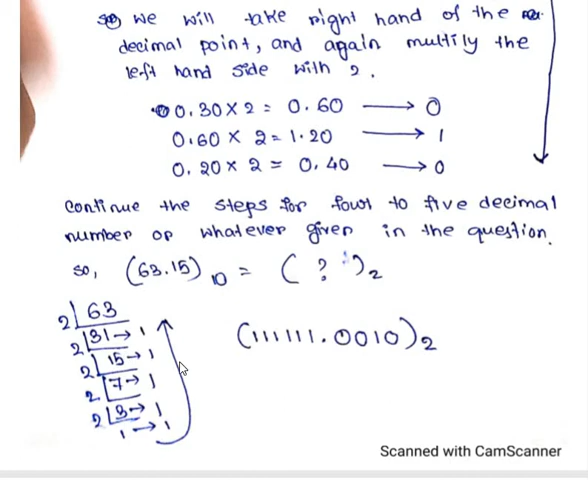 so we will take right hand of the
decimal point, and again multily the
left hand side with 2.
0.30 X 2 = 0.60 → 0
0.60 X 2 = 1.20 → 1
0.20 X 2 = 0.40 → 0
Continue the steps for four to five decimal
number or whatever given in the question.
so, (63.15)10 = ( ? )2
2 63
2 31 → 1
2 15 → 1
2 7 → 1
2 3 → 1
1 → 1
(111111.0010)2
Scanned with CamScanner